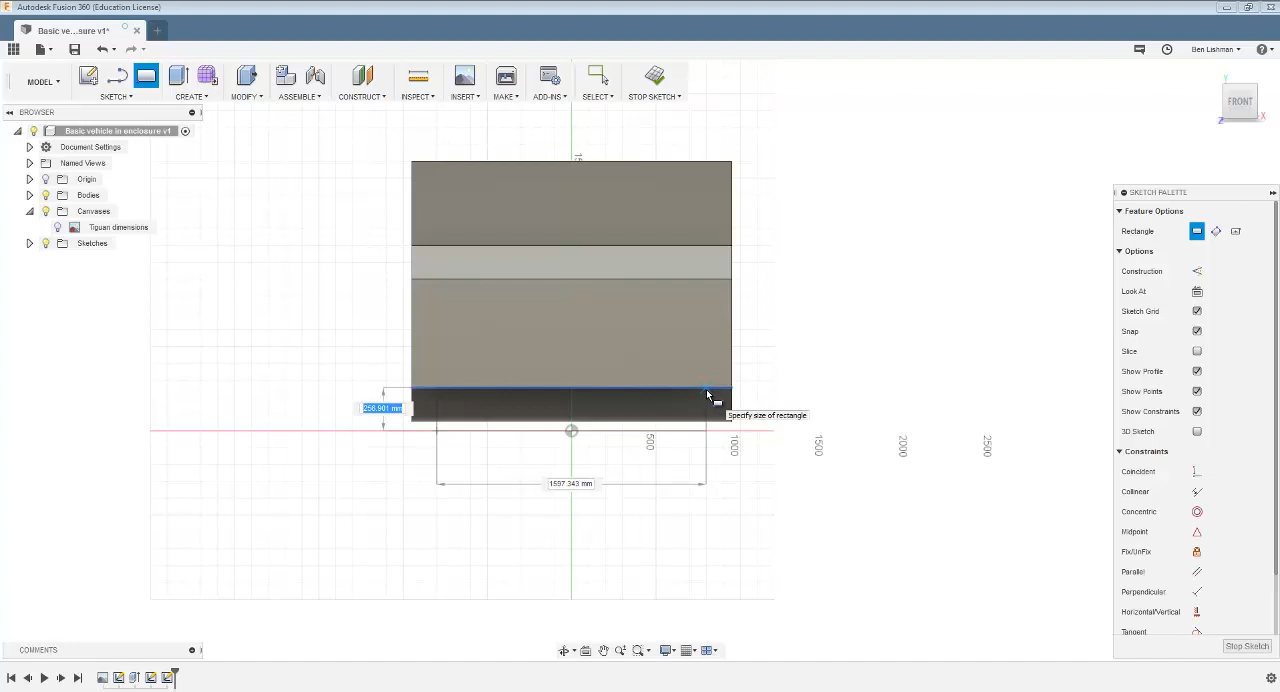 Autodesk Fusion 360 (Education License)
Basic ve...sure v1*
Ben Lishman
MODEL
SKETCH
CREATE
MODIFY
ASSEMBLE
CONSTRUCT
INSPECT
INSERT
MAKE
ADD-INS
SELECT
STOP SKETCH
BROWSER
Basic vehicle in enclosure v1
Document Settings
Named Views
Origin
Bodies
Canvases
Tiguan dimensions
Sketches
Y
FRONT
X
Z
256.901 mm
Specify size of rectangle
500
1000
1500
2000
2500
1597.343 mm
SKETCH PALETTE
Feature Options
Rectangle
Options
Construction
Look At
Sketch Grid
Snap
Slice
Show Profile
Show Points
Show Constraints
3D Sketch
Constraints
Coincident
Collinear
Concentric
Midpoint
Fix/UnFix
Parallel
Perpendicular
Horizontal/Vertical
Tangent
Stop Sketch
COMMENTS